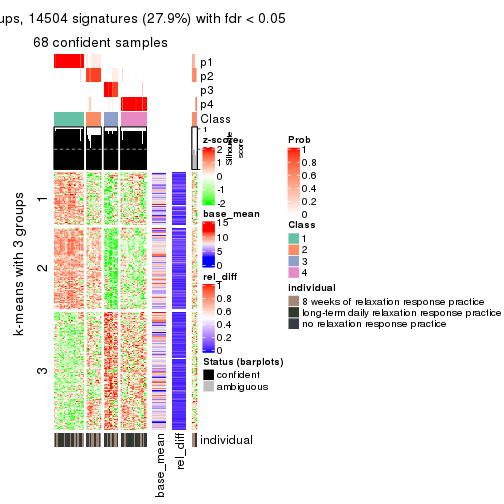 ups, 14504 signatures (27.9%) with fdr < 0.05
68 confident samples
p1
p2
p3
p4
Class
1
Silhouette
score
z-score
2
1
0
-1
-2
base_mean
15
10
5
0
rel_diff
1
0.8
0.6
0.4
0.2
0
Status (barplots)
confident
ambiguous
Prob
1
0.8
0.6
0.4
0.2
0
Class
1
2
3
4
individual
8 weeks of relaxation response practice
long-term daily relaxation response practice
no relaxation response practice
k-means with 3 groups
1
2
3
individual
base_mean
rel_diff